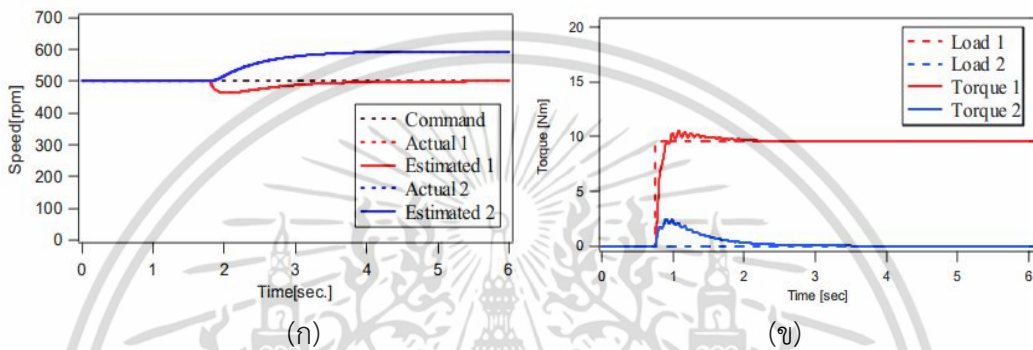 700
600
500
400
300
200
100
0
Speed[rpm]
Command
Actual 1
Estimated 1
Actual 2
Estimated 2
0 1 2 3 4 5 6
Time[sec.]
(ก)
20
15
10
5
0
Torque [Nm]
Load 1
Load 2
Torque 1
Torque 2
0 1 2 3 4 5 6
Time [sec]
(ข)